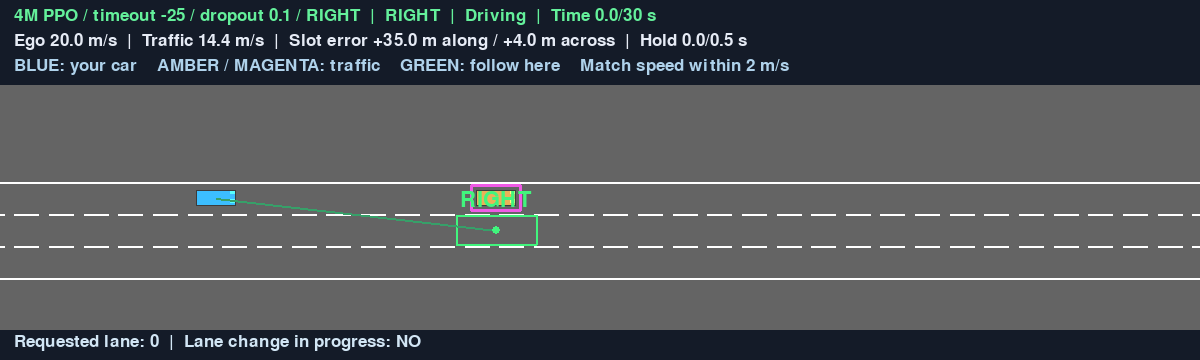 4M PPO / timeout -25 / dropout 0.1 / RIGHT | RIGHT | Driving | Time 0.0/30 s
Ego 20.0 m/s | Traffic 14.4 m/s | Slot error +35.0 m along / +4.0 m across | Hold 0.0/0.5 s
BLUE: your car AMBER / MAGENTA: traffic GREEN: follow here Match speed within 2 m/s
RIGHT
Requested lane: 0 | Lane change in progress: NO